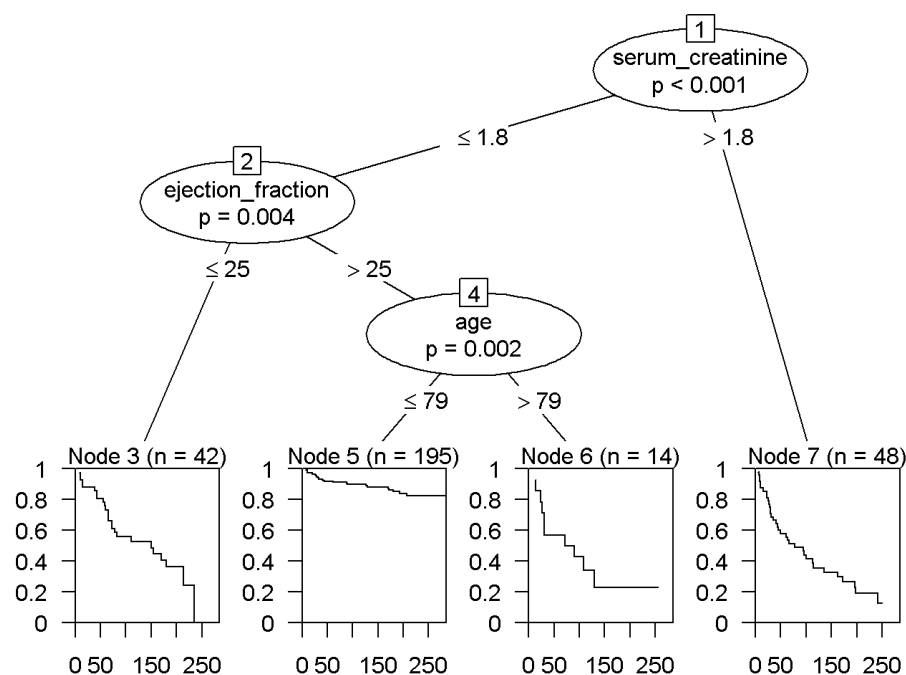 1
serum_creatinine
p < 0.001
≤ 1.8
> 1.8
2
ejection_fraction
p = 0.004
≤ 25
> 25
4
age
p = 0.002
≤ 79
> 79
Node 3 (n = 42)
1
0.8
0.6
0.4
0.2
0
0 50 150 250
Node 5 (n = 195)
1
0.8
0.6
0.4
0.2
0
0 50 150 250
Node 6 (n = 14)
1
0.8
0.6
0.4
0.2
0
0 50 150 250
Node 7 (n = 48)
1
0.8
0.6
0.4
0.2
0
0 50 150 250